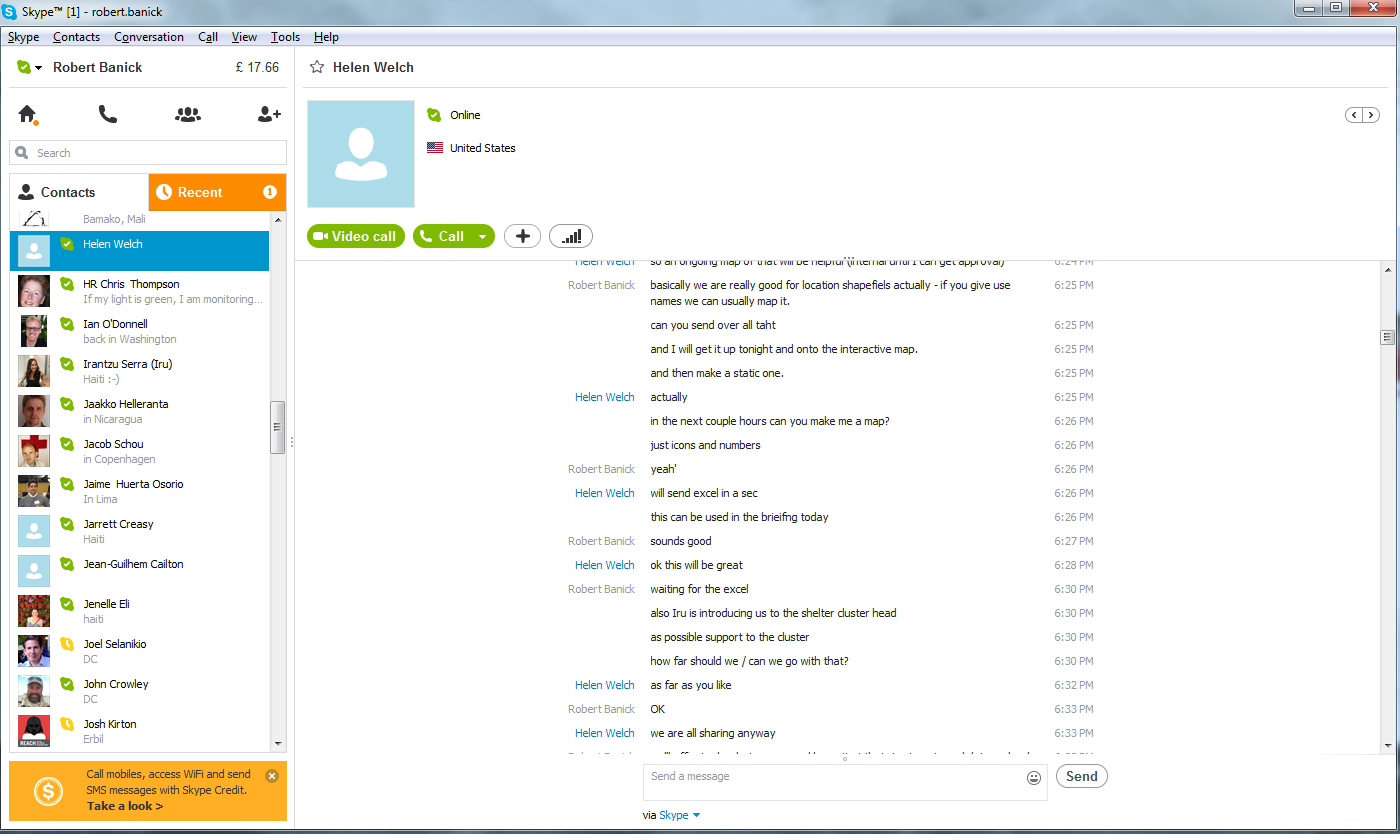 Skype™ [1] - robert.banick
Skype Contacts Conversation Call View Tools Help
Robert Banick £ 17.66
Search
Contacts Recent 1
Bamako, Mali
Helen Welch
HR Chris Thompson
If my light is green, I am monitoring...
Ian O'Donnell
back in Washington
Irantzu Serra (Iru)
Haiti :-)
Jaakko Helleranta
in Nicaragua
Jacob Schou
in Copenhagen
Jaime Huerta Osorio
In Lima
Jarrett Creasy
Haiti
Jean-Guilhem Cailton
Jenelle Eli
haiti
Joel Selanikio
DC
John Crowley
DC
REACH
Josh Kirton
Erbil
Call mobiles, access WiFi and send
SMS messages with Skype Credit.
Take a look >
$
Helen Welch
Online
United States
Video call Call
Helen Welch so an ongoing map of that will be helpful (internal until I can get approval) 6:24 PM
Robert Banick basically we are really good for location shapefiels actually - if you give use 6:25 PM
names we can usually map it.
can you send over all taht 6:25 PM
and I will get it up tonight and onto the interactive map. 6:25 PM
and then make a static one. 6:25 PM
Helen Welch actually 6:25 PM
in the next couple hours can you make me a map? 6:26 PM
just icons and numbers 6:26 PM
Robert Banick yeah' 6:26 PM
Helen Welch will send excel in a sec 6:26 PM
this can be used in the brieifng today 6:26 PM
Robert Banick sounds good 6:27 PM
Helen Welch ok this will be great 6:28 PM
Robert Banick waiting for the excel 6:30 PM
also Iru is introducing us to the shelter cluster head 6:30 PM
as possible support to the cluster 6:30 PM
how far should we / can we go with that? 6:30 PM
Helen Welch as far as you like 6:32 PM
Robert Banick OK 6:33 PM
Helen Welch we are all sharing anyway 6:33 PM
Send a message
Send
via Skype